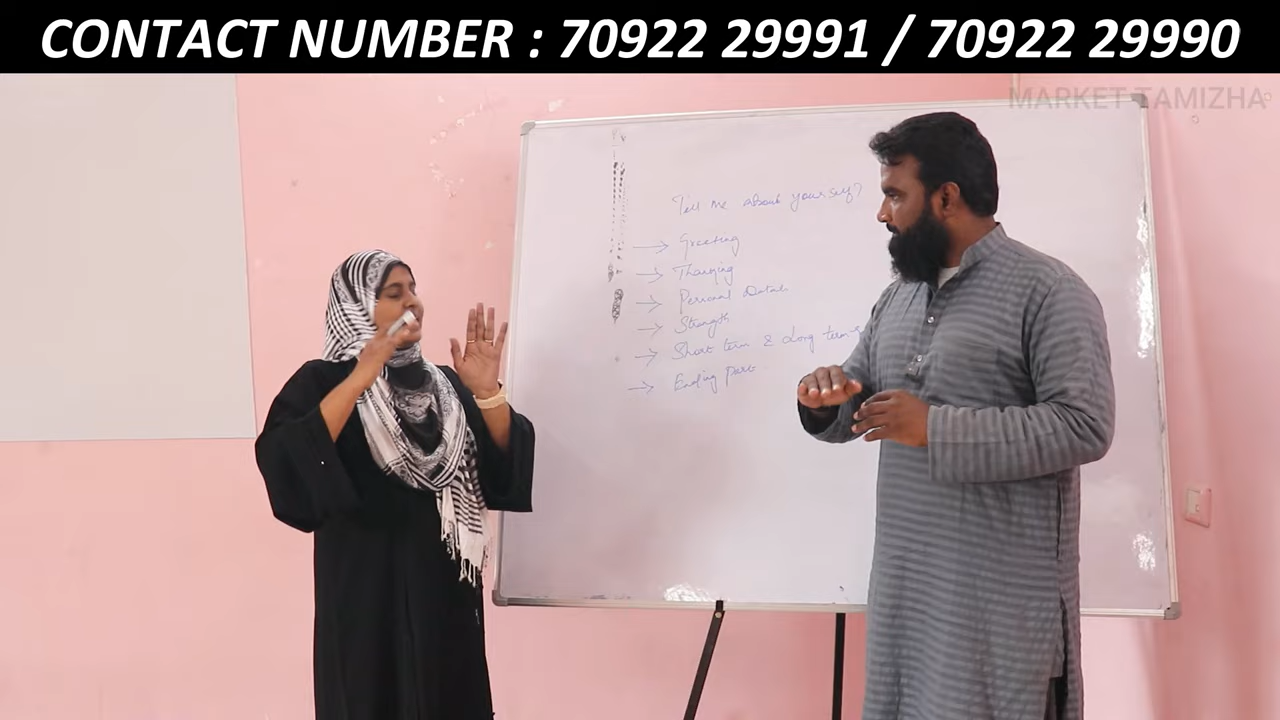 CONTACT NUMBER : 70922 29991 / 70922 29990
MARKET TAMIZHA
Tell me about yourself?
→ Greeting
→ Thanging
→ Personal Details
→ Strength
→ Short term & Long term
→ Ending part